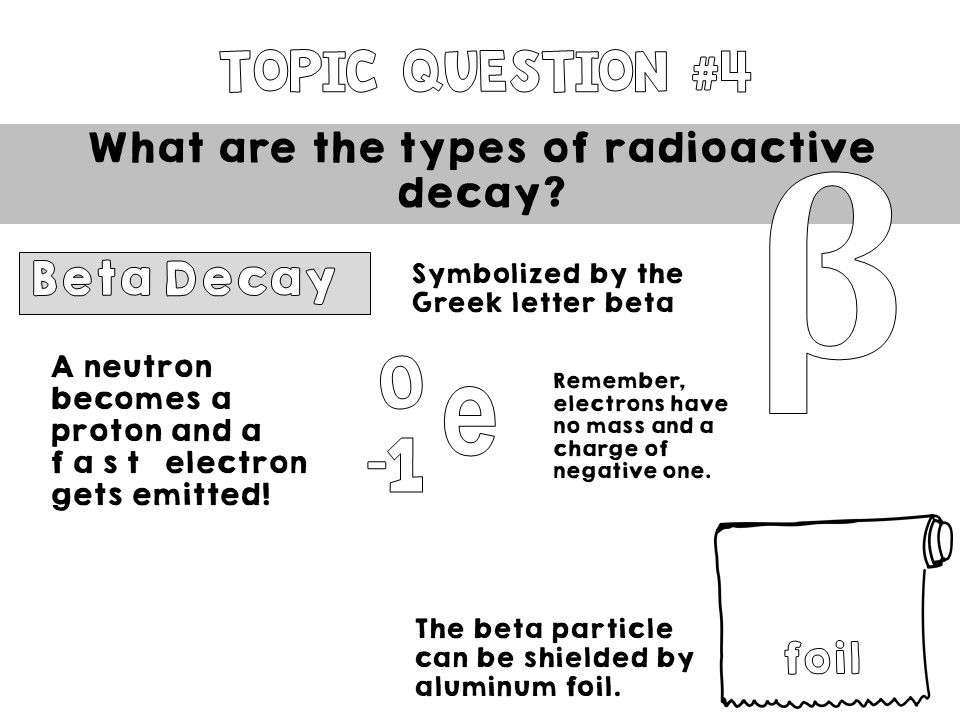 TOPIC QUESTION #4
What are the types of radioactive
decay?
β
Beta Decay
Symbolized by the
Greek letter beta
A neutron
becomes a
proton and a
fast electron
gets emitted!
0
e
-1
Remember,
electrons have
no mass and a
charge of
negative one.
The beta particle
can be shielded by
aluminum foil.
foil